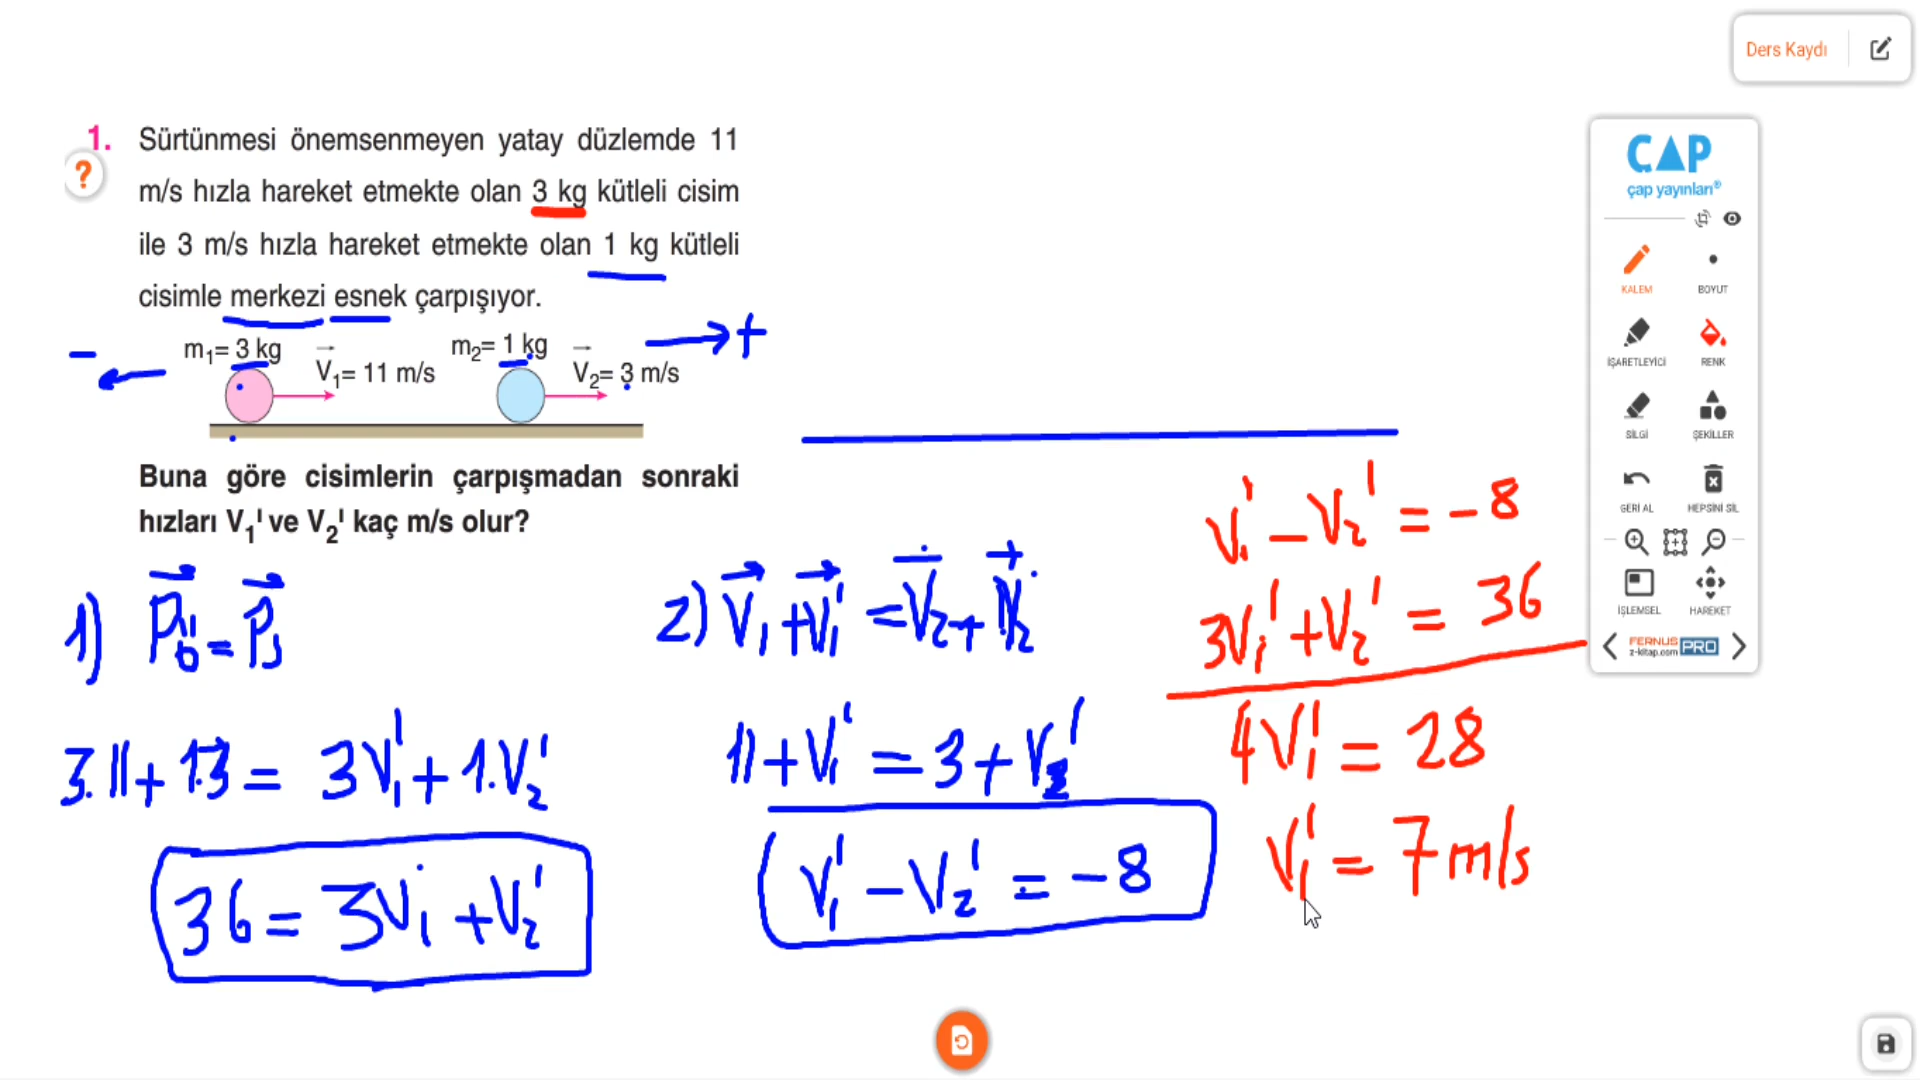 Ders Kaydı
1. Sürtünmesi önemsenmeyen yatay düzlemde 11
? m/s hızla hareket etmekte olan 3 kg kütleli cisim
ile 3 m/s hızla hareket etmekte olan 1 kg kütleli
cisimle merkezi esnek çarpışıyor.
m₁= 3 kg V₁= 11 m/s m₂= 1 kg V₂= 3 m/s
- +
Buna göre cisimlerin çarpışmadan sonraki
hızları V₁' ve V₂' kaç m/s olur?
1) P_b = P_s
3.11+1.3 = 3V₁' + 1.V₂'
36 = 3V₁' + V₂'
2) V₁ + V₁' = V₂ + V₂'
11 + V₁' = 3 + V₂'
V₁' - V₂' = -8
V₁' - V₂' = -8
3V₁' + V₂' = 36
4V₁' = 28
V₁' = 7 m/s
ÇAP
çap yayınları®
KALEM
BOYUT
İŞARETLEYİCİ
RENK
SİLGİ
ŞEKİLLER
GERİ AL
HEPSİNİ SİL
İŞLEMSEL
HAREKET
FERNUS
z-kitap.com PRO